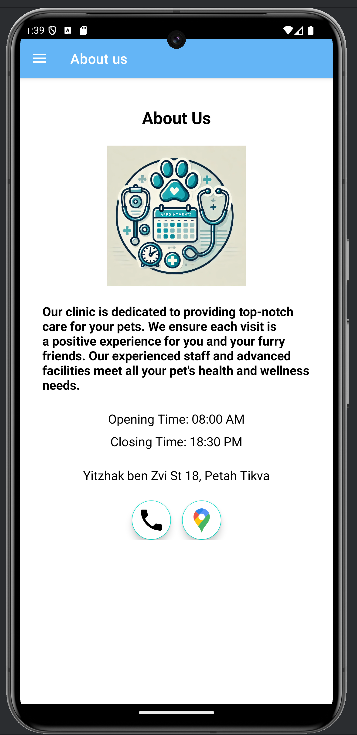 1:39
About us
About Us
APPOINTMENTS
Our clinic is dedicated to providing top-notch
care for your pets. We ensure each visit is
a positive experience for you and your furry
friends. Our experienced staff and advanced
facilities meet all your pet's health and wellness
needs.
Opening Time: 08:00 AM
Closing Time: 18:30 PM
Yitzhak ben Zvi St 18, Petah Tikva